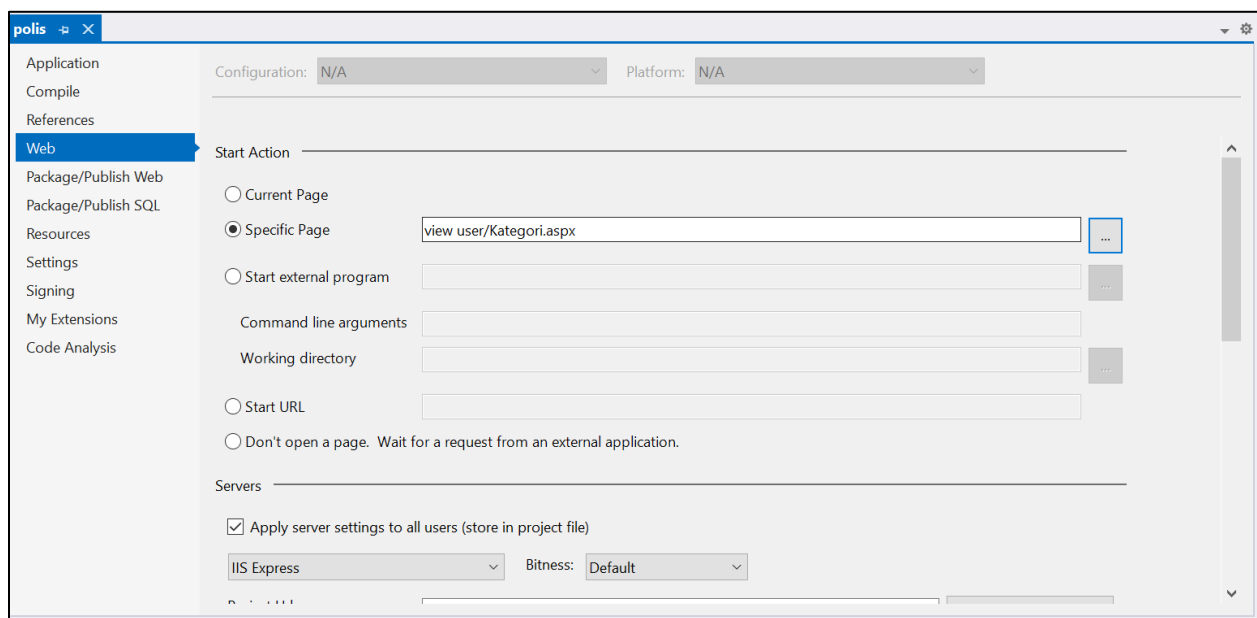 polis
Application
Compile
References
Web
Package/Publish Web
Package/Publish SQL
Resources
Settings
Signing
My Extensions
Code Analysis
Configuration: N/A Platform: N/A
Start Action
Current Page
Specific Page view user/Kategori.aspx ...
Start external program ...
Command line arguments
Working directory ...
Start URL
Don't open a page. Wait for a request from an external application.
Servers
Apply server settings to all users (store in project file)
IIS Express Bitness: Default